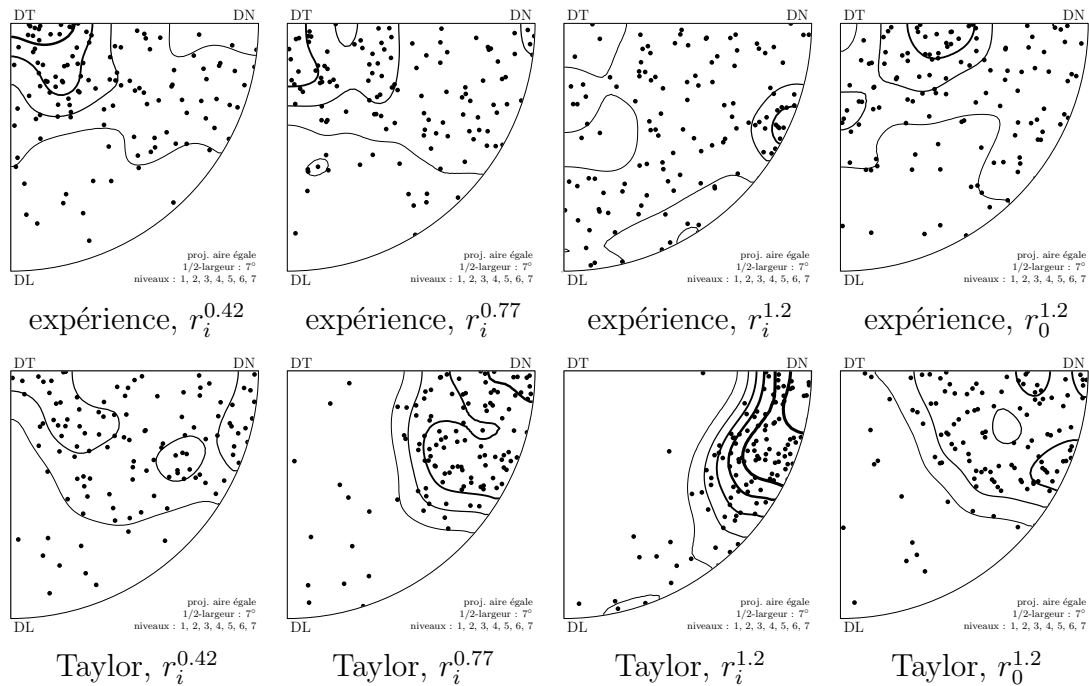 DT DN DT DN DT DN DT DN
proj. aire égale proj. aire égale proj. aire égale proj. aire égale
1/2-largeur : 7° 1/2-largeur : 7° 1/2-largeur : 7° 1/2-largeur : 7°
DL niveaux : 1, 2, 3, 4, 5, 6, 7 DL niveaux : 1, 2, 3, 4, 5, 6, 7 DL niveaux : 1, 2, 3, 4, 5, 6, 7 DL niveaux : 1, 2, 3, 4, 5, 6, 7
expérience, $r_i^{0.42}$ expérience, $r_i^{0.77}$ expérience, $r_i^{1.2}$ expérience, $r_0^{1.2}$
DT DN DT DN DT DN DT DN
proj. aire égale proj. aire égale proj. aire égale proj. aire égale
1/2-largeur : 7° 1/2-largeur : 7° 1/2-largeur : 7° 1/2-largeur : 7°
DL niveaux : 1, 2, 3, 4, 5, 6, 7 DL niveaux : 1, 2, 3, 4, 5, 6, 7 DL niveaux : 1, 2, 3, 4, 5, 6, 7 DL niveaux : 1, 2, 3, 4, 5, 6, 7
Taylor, $r_i^{0.42}$ Taylor, $r_i^{0.77}$ Taylor, $r_i^{1.2}$ Taylor, $r_0^{1.2}$